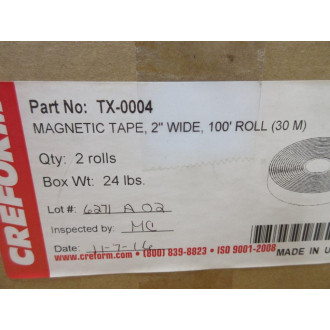 CREFORM
Part No: TX-0004
MAGNETIC TAPE, 2" WIDE, 100' ROLL (30 M)
Qty: 2 rolls
Box Wt: 24 lbs.
Lot #: 6271 A 02
Inspected by: MC
Date: 11-7-16
www.creform.com • (800) 839-8823 • ISO 9001-2008
MADE IN U